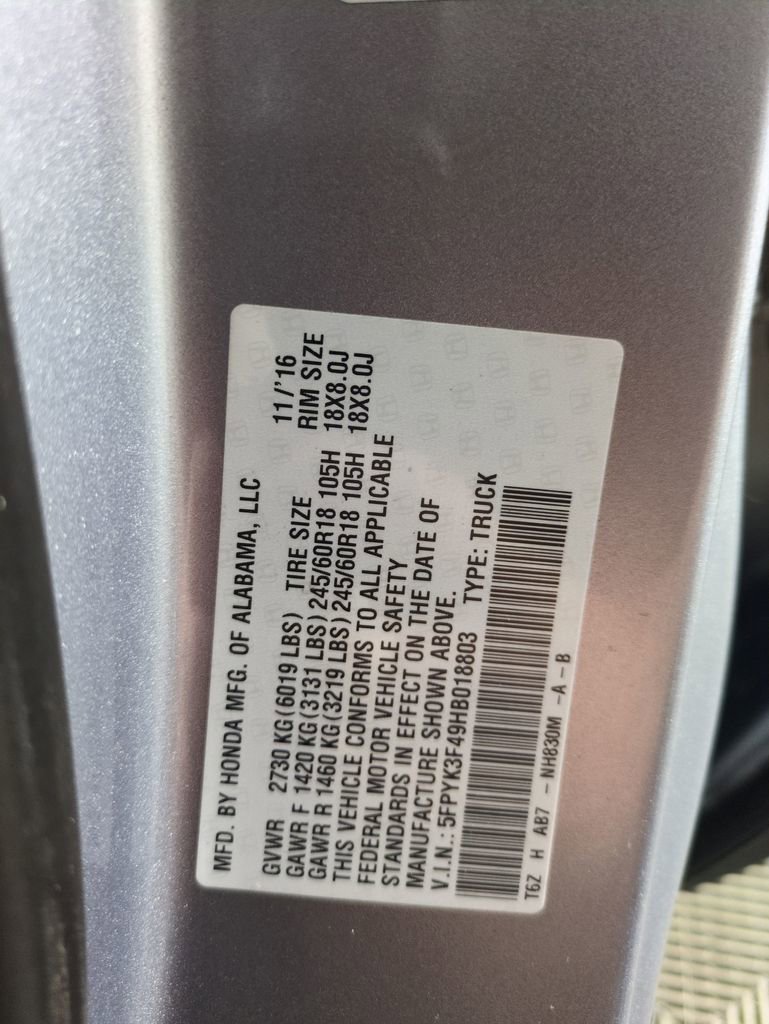 MFD. BY HONDA MFG. OF ALABAMA, LLC 11/'16
GVWR 2730 KG(6019 LBS) TIRE SIZE RIM SIZE
GAWR F 1420 KG(3131 LBS) 245/60R18 105H 18X8.0J
GAWR R 1460 KG(3219 LBS) 245/60R18 105H 18X8.0J
THIS VEHICLE CONFORMS TO ALL APPLICABLE
FEDERAL MOTOR VEHICLE SAFETY
STANDARDS IN EFFECT ON THE DATE OF
MANUFACTURE SHOWN ABOVE.
V.I.N.: 5FPYK3F49HB018803 TYPE: TRUCK
T6Z H AB7 - NH830M -A - B